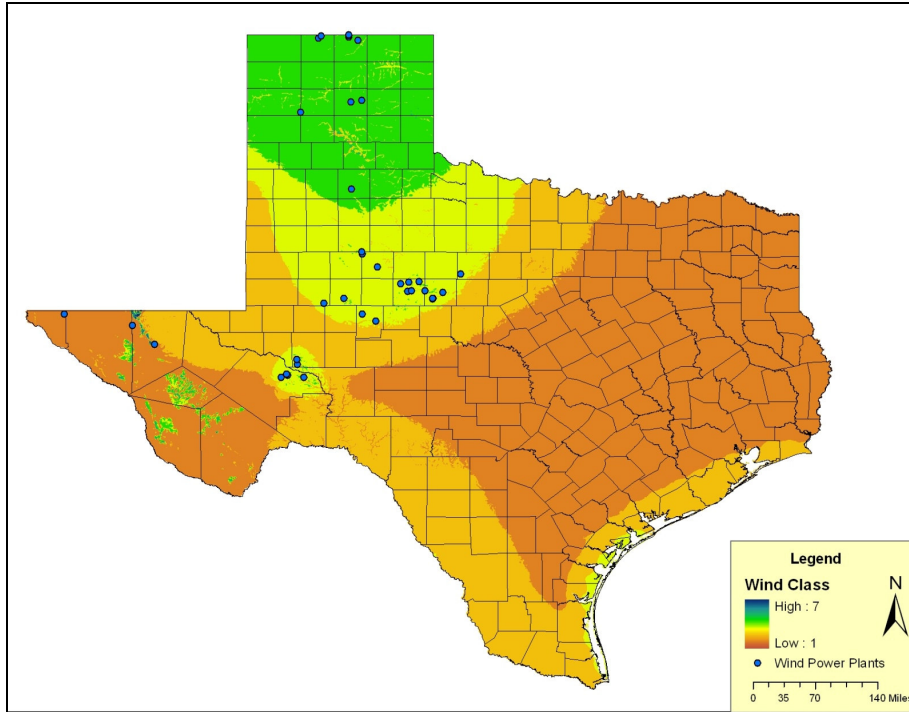 Legend
Wind Class
N
High : 7
Low : 1
Wind Power Plants
0 35 70 140 Miles